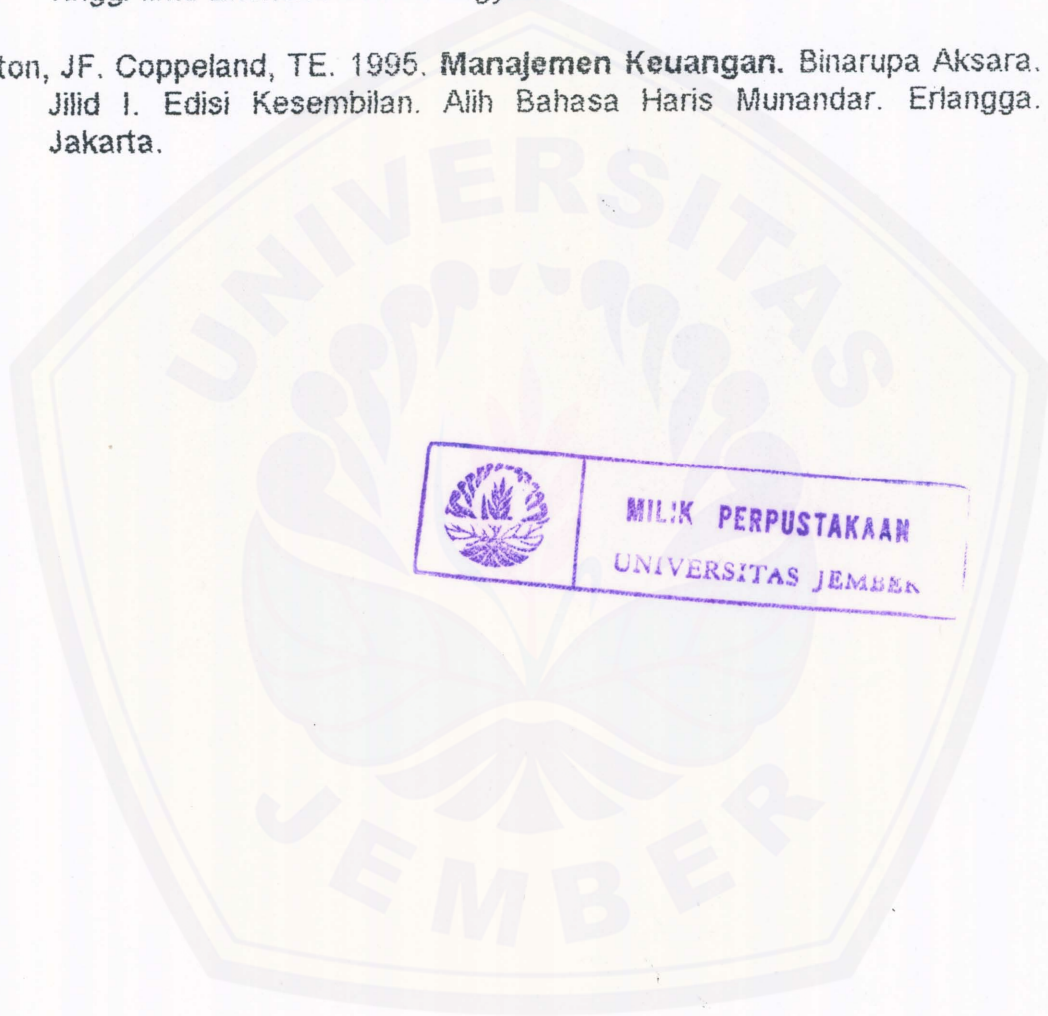 ton, JF. Coppeland, TE. 1995. Manajemen Keuangan. Binarupa Aksara.
Jilid I. Edisi Kesembilan. Alih Bahasa Haris Munandar. Erlangga.
Jakarta.
UNIVERSITAS
MILIK PERPUSTAKAAN
UNIVERSITAS JEMBER
JEMBER